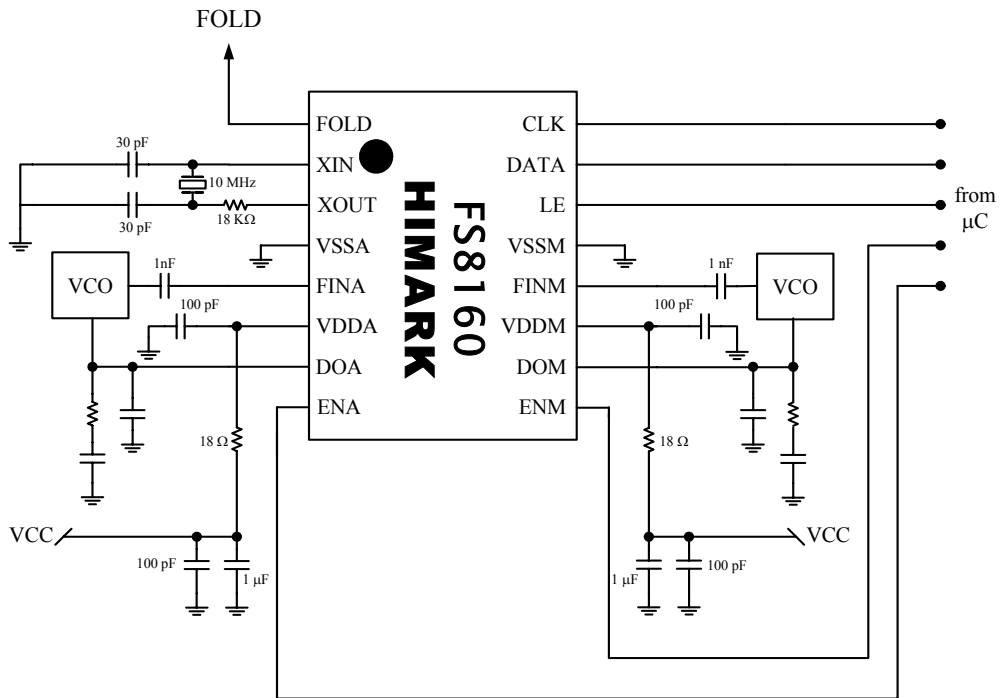 FOLD
FOLD
XIN
XOUT
VSSA
FINA
VDDA
DOA
ENA
CLK
DATA
LE
VSSM
FINM
VDDM
DOM
ENM
HIMARK
FS8160
30 pF
10 MHz
18 KΩ
30 pF
VCO
1nF
100 pF
18 Ω
VCC
100 pF
1 µF
from
µC
1 nF
VCO
100 pF
18 Ω
VCC
1 µF
100 pF